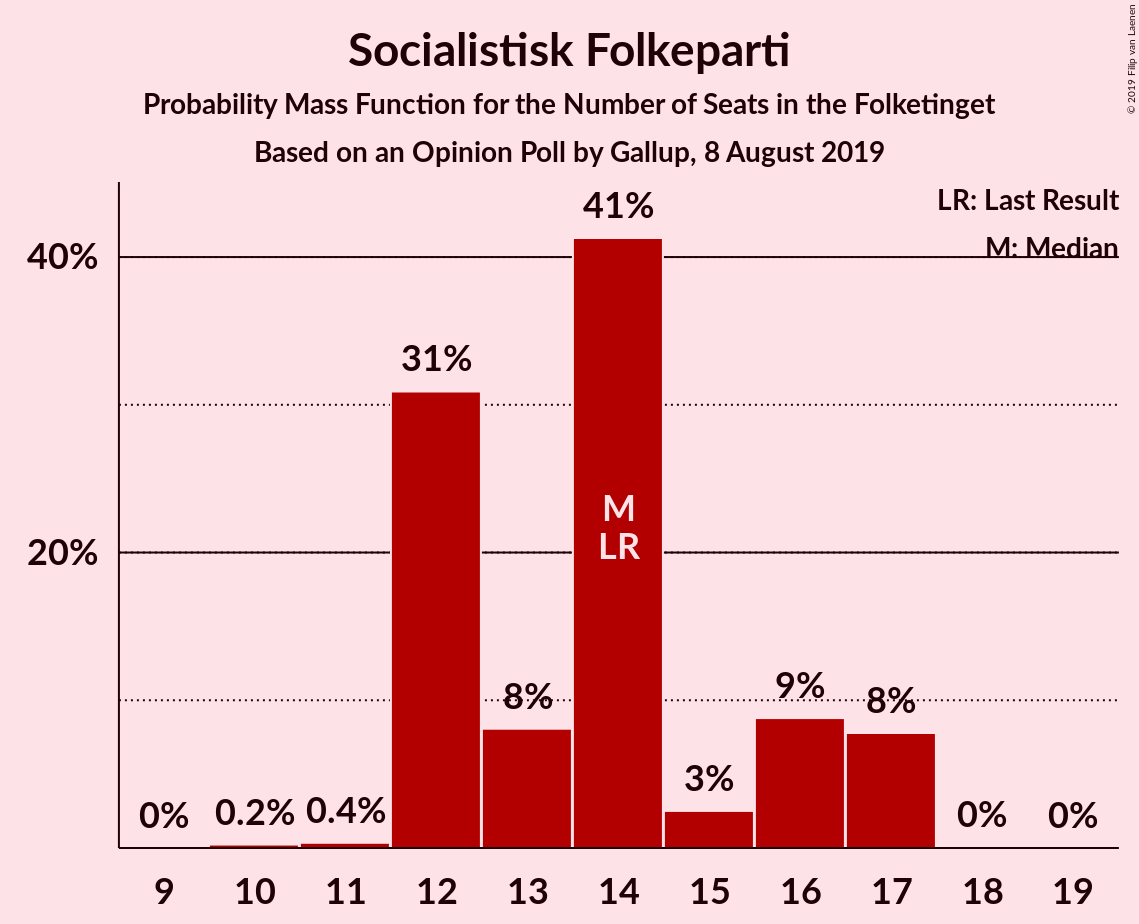 Socialistisk Folkeparti
Probability Mass Function for the Number of Seats in the Folketinget
Based on an Opinion Poll by Gallup, 8 August 2019
© 2019 Filip van Laenen
LR: Last Result
M: Median
40%
20%
0%
0.2%
0.4%
31%
8%
41%
M
LR
3%
9%
8%
0%
0%
9 10 11 12 13 14 15 16 17 18 19